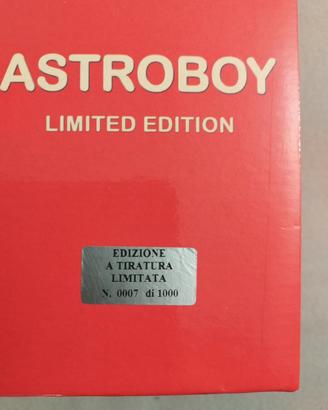 ASTROBOY
LIMITED EDITION
EDIZIONE
A TIRATURA
LIMITATA
N. 0007 di 1000